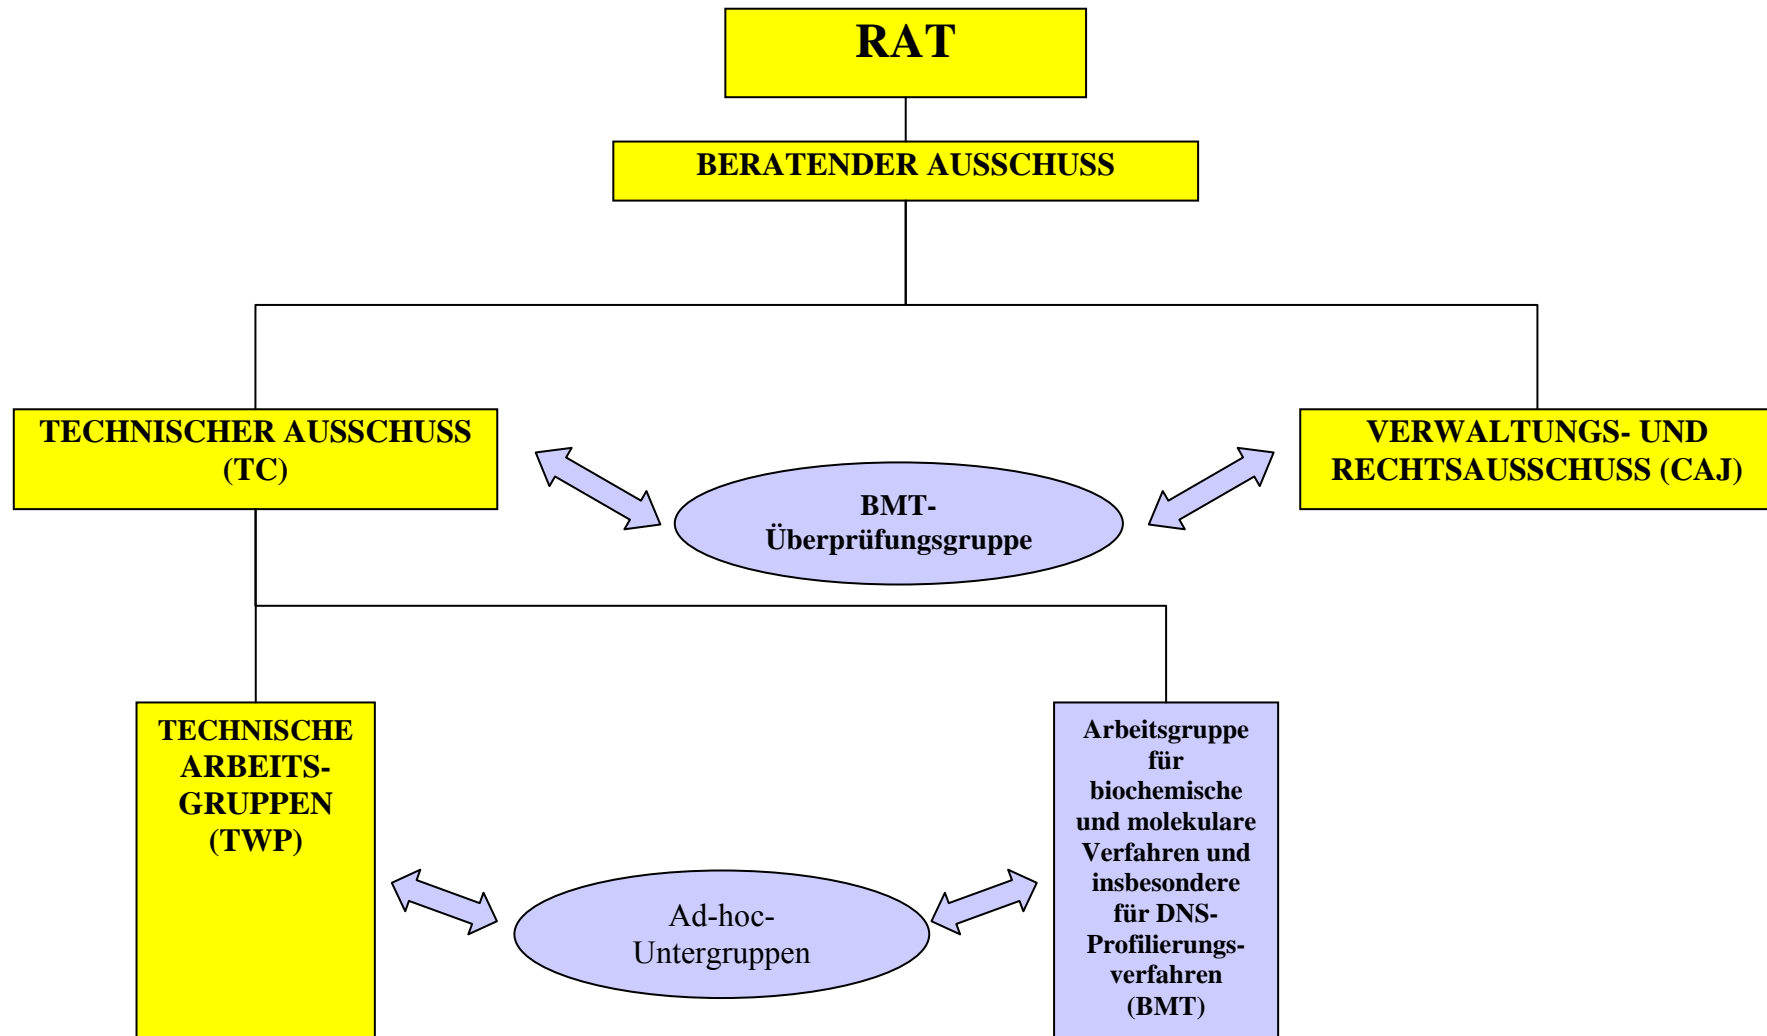 RAT
BERATENDER AUSSCHUSS
TECHNISCHER AUSSCHUSS
(TC)
VERWALTUNGS- UND
RECHTSAUSSCHUSS (CAJ)
BMT-
Überprüfungsgruppe
TECHNISCHE
ARBEITS-
GRUPPEN
(TWP)
Ad-hoc-
Untergruppen
Arbeitsgruppe
für
biochemische
und molekulare
Verfahren und
insbesondere
für DNS-
Profilierungs-
verfahren
(BMT)